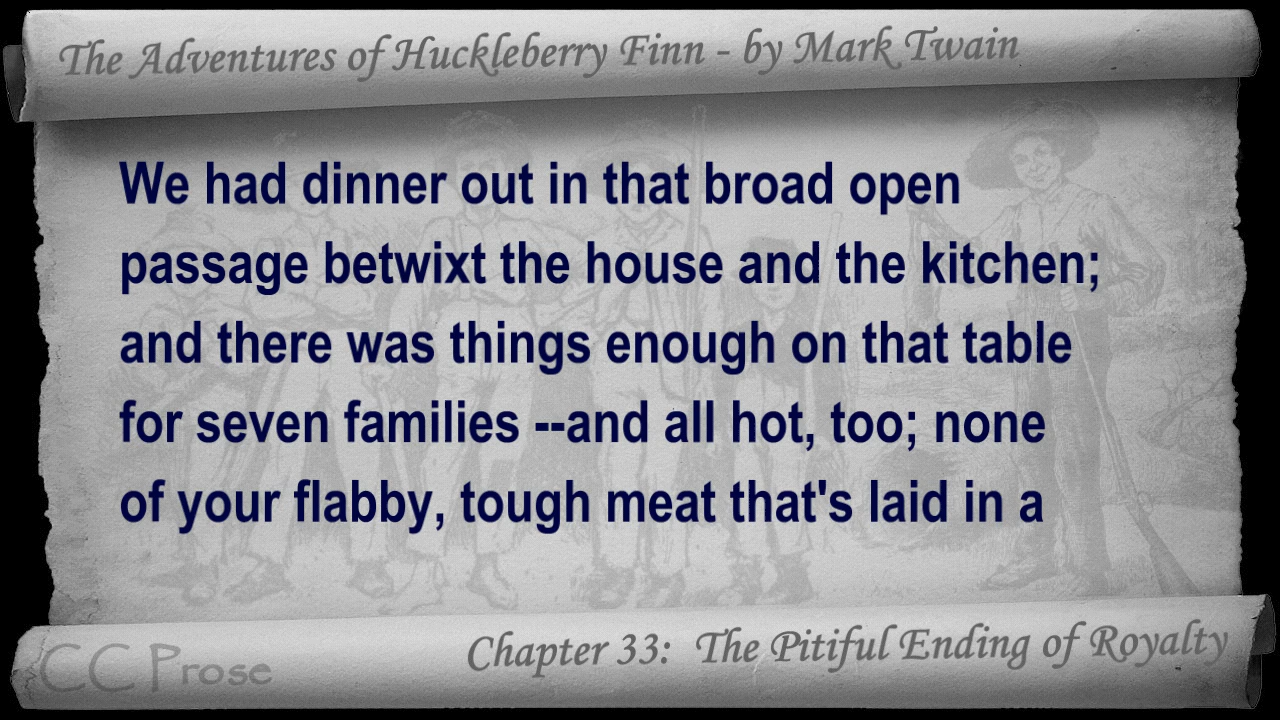 The Adventures of Huckleberry Finn - by Mark Twain
We had dinner out in that broad open
passage betwixt the house and the kitchen;
and there was things enough on that table
for seven families --and all hot, too; none
of your flabby, tough meat that's laid in a
Chapter 33:  The Pitiful Ending of Royalty
CC Prose